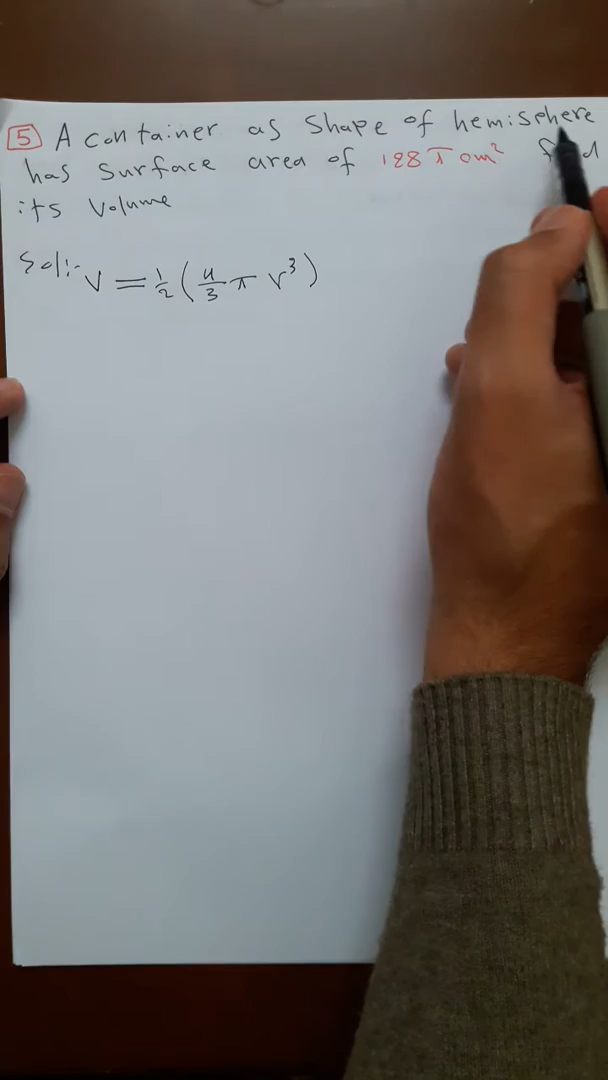 5 A container as shape of hemisphere
has surface area of 128π cm²
its volume
Sol:- V = 1/2 (4/3 π r³)